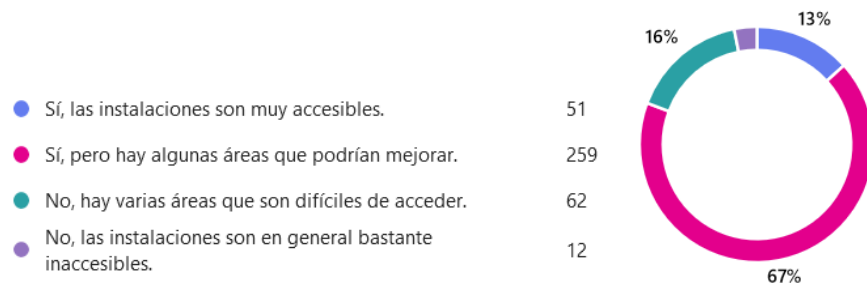 13%
16%
Sí, las instalaciones son muy accesibles. 51
Sí, pero hay algunas áreas que podrían mejorar. 259
No, hay varias áreas que son difíciles de acceder. 62
No, las instalaciones son en general bastante
inaccesibles. 12
67%